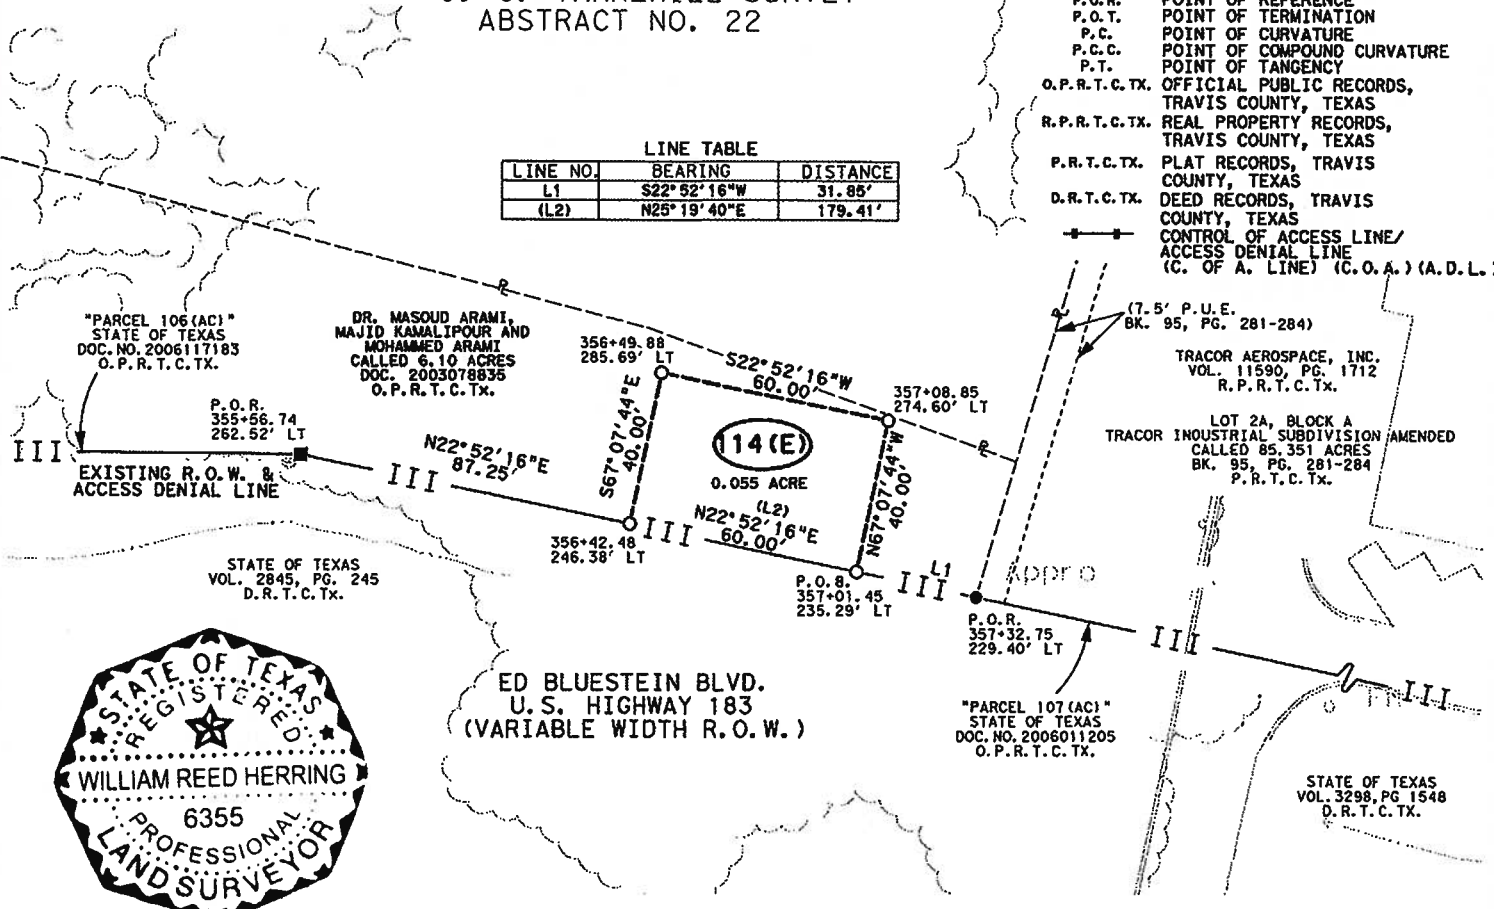 ABSTRACT NO. 22
P.O.R. POINT OF REFERENCE
P.O.T. POINT OF TERMINATION
P.C. POINT OF CURVATURE
P.C.C. POINT OF COMPOUND CURVATURE
P.T. POINT OF TANGENCY
O.P.R.T.C.TX. OFFICIAL PUBLIC RECORDS,
TRAVIS COUNTY, TEXAS
R.P.R.T.C.TX. REAL PROPERTY RECORDS,
TRAVIS COUNTY, TEXAS
P.R.T.C.TX. PLAT RECORDS, TRAVIS
COUNTY, TEXAS
D.R.T.C.TX. DEED RECORDS, TRAVIS
COUNTY, TEXAS
CONTROL OF ACCESS LINE/
ACCESS DENIAL LINE
(C. OF A. LINE) (C.O.A.) (A.D.L.)
LINE TABLE
LINE NO. BEARING DISTANCE
L1 S22°52'16"W 31.85'
(L2) N25°19'40"E 179.41'
"PARCEL 106(AC)"
STATE OF TEXAS
DOC. NO. 2006117183
O.P.R.T.C.TX.
DR. MASOUD ARAMI,
MAJID KAMALIPOUR AND
MOHAMMED ARAMI
CALLED 6.10 ACRES
DOC. 2003078835
O.P.R.T.C.Tx.
356+49.88
285.69' LT
S22°52'16"W
60.00'
357+08.85
274.60' LT
(7.5' P.U.E.
BK. 95, PG. 281-284)
TRACOR AEROSPACE, INC.
VOL. 11590, PG. 1712
R.P.R.T.C.Tx.
LOT 2A, BLOCK A
TRACOR INDUSTRIAL SUBDIVISION AMENDED
CALLED 85.351 ACRES
BK. 95, PG. 281-284
P.R.T.C.Tx.
P.O.R.
355+56.74
262.52' LT
EXISTING R.O.W. &
ACCESS DENIAL LINE
N22°52'16"E
87.25'
S67°07'44"E
40.00'
114(E)
0.055 ACRE
(L2)
N22°52'16"E
60.00'
N67°07'44"W
40.00'
356+42.48
246.38' LT
P.O.B.
357+01.45
235.29' LT
L1
Appro
P.O.R.
357+32.75
229.40' LT
STATE OF TEXAS
VOL. 2845, PG. 245
D.R.T.C.Tx.
ED BLUESTEIN BLVD.
U.S. HIGHWAY 183
(VARIABLE WIDTH R.O.W.)
"PARCEL 107(AC)"
STATE OF TEXAS
DOC. NO. 2006011205
O.P.R.T.C.TX.
STATE OF TEXAS
VOL. 3298, PG 1548
D.R.T.C.TX.
STATE OF TEXAS
REGISTERED
WILLIAM REED HERRING
6355
PROFESSIONAL
LAND SURVEYOR